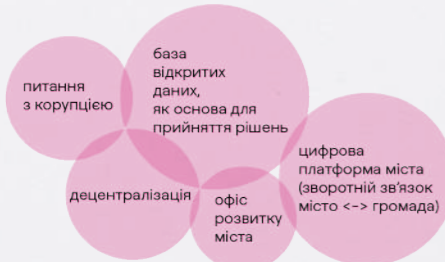 питання
з корупцією
база
відкритих
даних,
як основа для
прийняття рішень
децентралізація
офіс
розвитку
міста
цифрова
платформа міста
(зворотній зв'язок
місто <-> громада)